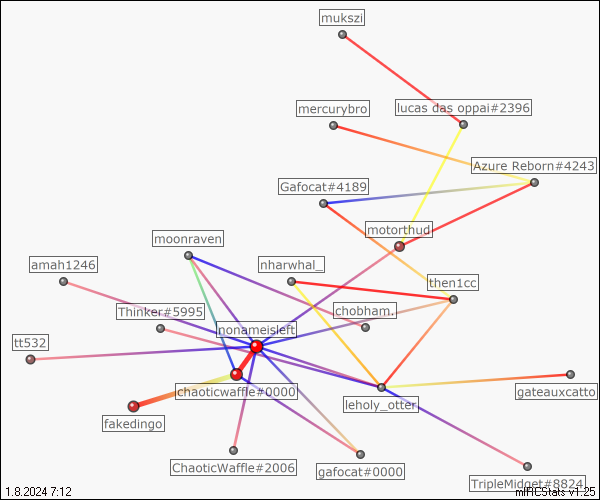 mukszi
mercurybro
lucas das oppai#2396
Azure Reborn#4243
Gafocat#4189
motorthud
moonraven
amah1246
nharwhal_
then1cc
Thinker#5995
chobham.
nonameisleft
tt532
chaoticwaffle#0000
leholy_otter
gateauxcatto
fakedingo
ChaoticWaffle#2006
gafocat#0000
TripleMidget#8824
1.8.2024 7:12
mIRCStats v1.25